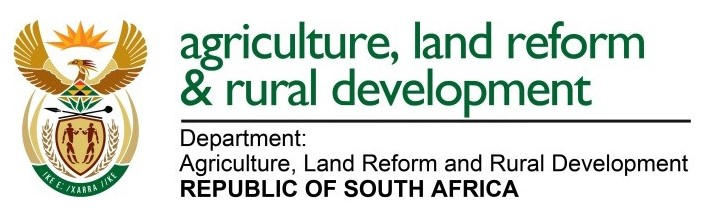 agriculture, land reform
& rural development
Department:
Agriculture, Land Reform and Rural Development
REPUBLIC OF SOUTH AFRICA
!KE E: /XARRA //KE